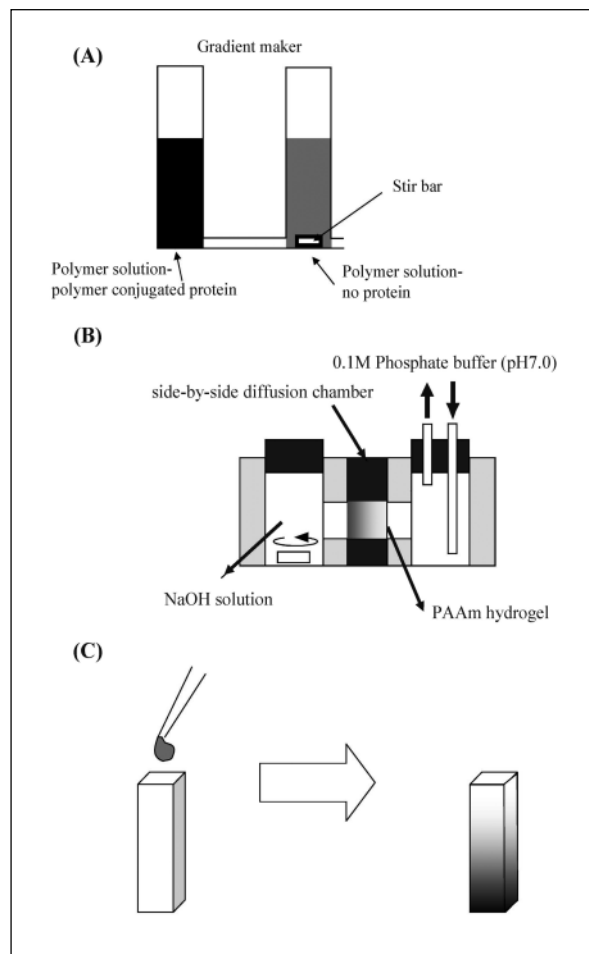 (A)
Gradient maker
Stir bar
Polymer solution-
polymer conjugated protein
Polymer solution-
no protein
(B)
0.1M Phosphate buffer (pH7.0)
side-by-side diffusion chamber
NaOH solution
PAAm hydrogel
(C)